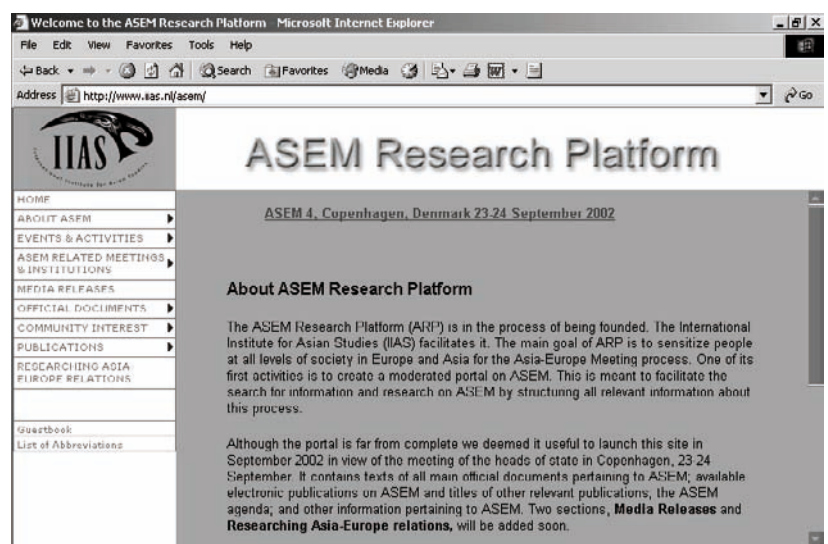 Welcome to the ASEM Research Platform - Microsoft Internet Explorer
File Edit View Favorites Tools Help
Back Search Favorites Media
Address http://www.iias.nl/asem/ Go
IIAS
International Institute for Asian Studies
ASEM Research Platform
HOME
ABOUT ASEM
EVENTS & ACTIVITIES
ASEM RELATED MEETINGS
& INSTITUTIONS
MEDIA RELEASES
OFFICIAL DOCUMENTS
COMMUNITY INTEREST
PUBLICATIONS
RESEARCHING ASIA
EUROPE RELATIONS
Guestbook
List of Abbreviations
ASEM 4, Copenhagen, Denmark 23-24 September 2002
About ASEM Research Platform
The ASEM Research Platform (ARP) is in the process of being founded. The International
Institute for Asian Studies (IIAS) facilitates it. The main goal of ARP is to sensitize people
at all levels of society in Europe and Asia for the Asia-Europe Meeting process. One of its
first activities is to create a moderated portal on ASEM. This is meant to facilitate the
search for information and research on ASEM by structuring all relevant information about
this process.
Although the portal is far from complete we deemed it useful to launch this site in
September 2002 in view of the meeting of the heads of state in Copenhagen, 23-24
September. It contains texts of all main official documents pertaining to ASEM; available
electronic publications on ASEM and titles of other relevant publications; the ASEM
agenda; and other information pertaining to ASEM. Two sections, Media Releases and
Researching Asia-Europe relations, will be added soon.